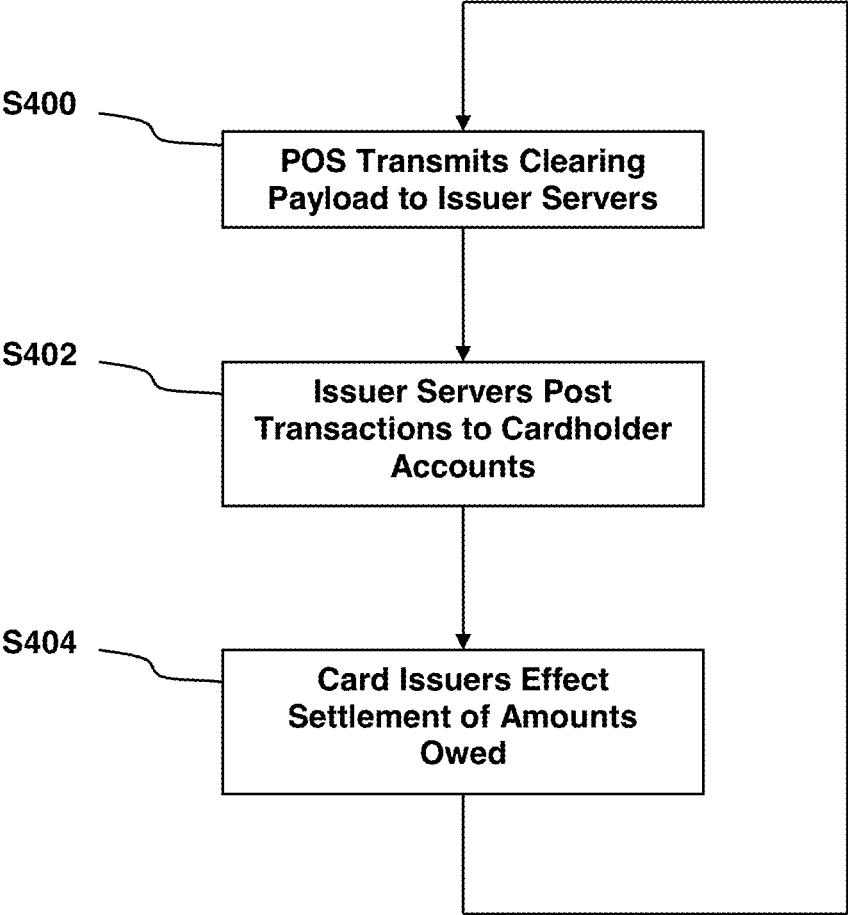 S400
POS Transmits Clearing
Payload to Issuer Servers
S402
Issuer Servers Post
Transactions to Cardholder
Accounts
S404
Card Issuers Effect
Settlement of Amounts
Owed